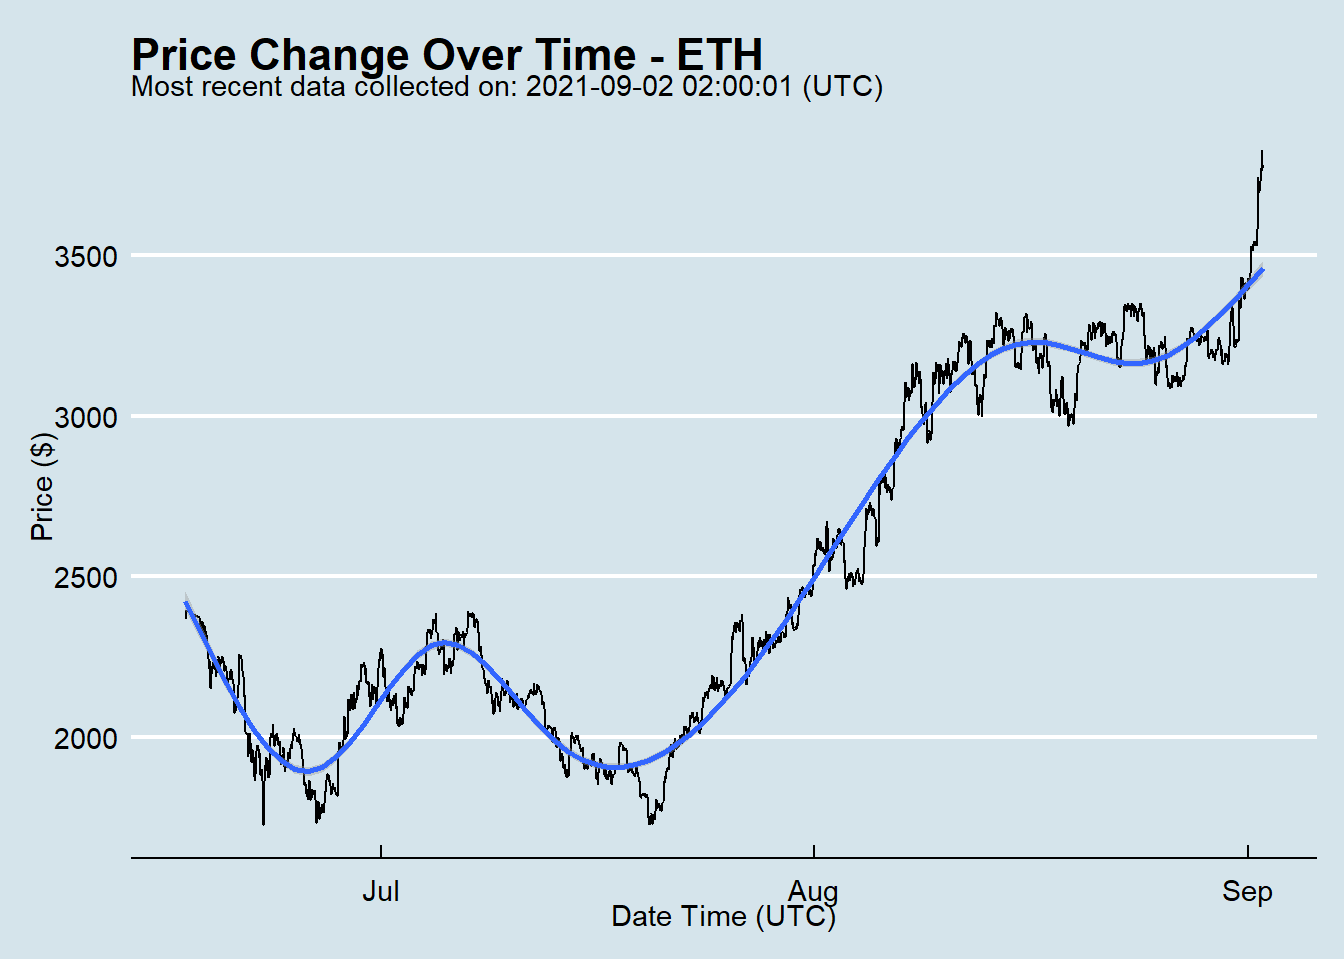 Price Change Over Time - ETH
Most recent data collected on: 2021-09-02 02:00:01 (UTC)
3500
3000
2500
2000
Price ($)
Jul
Aug
Sep
Date Time (UTC)